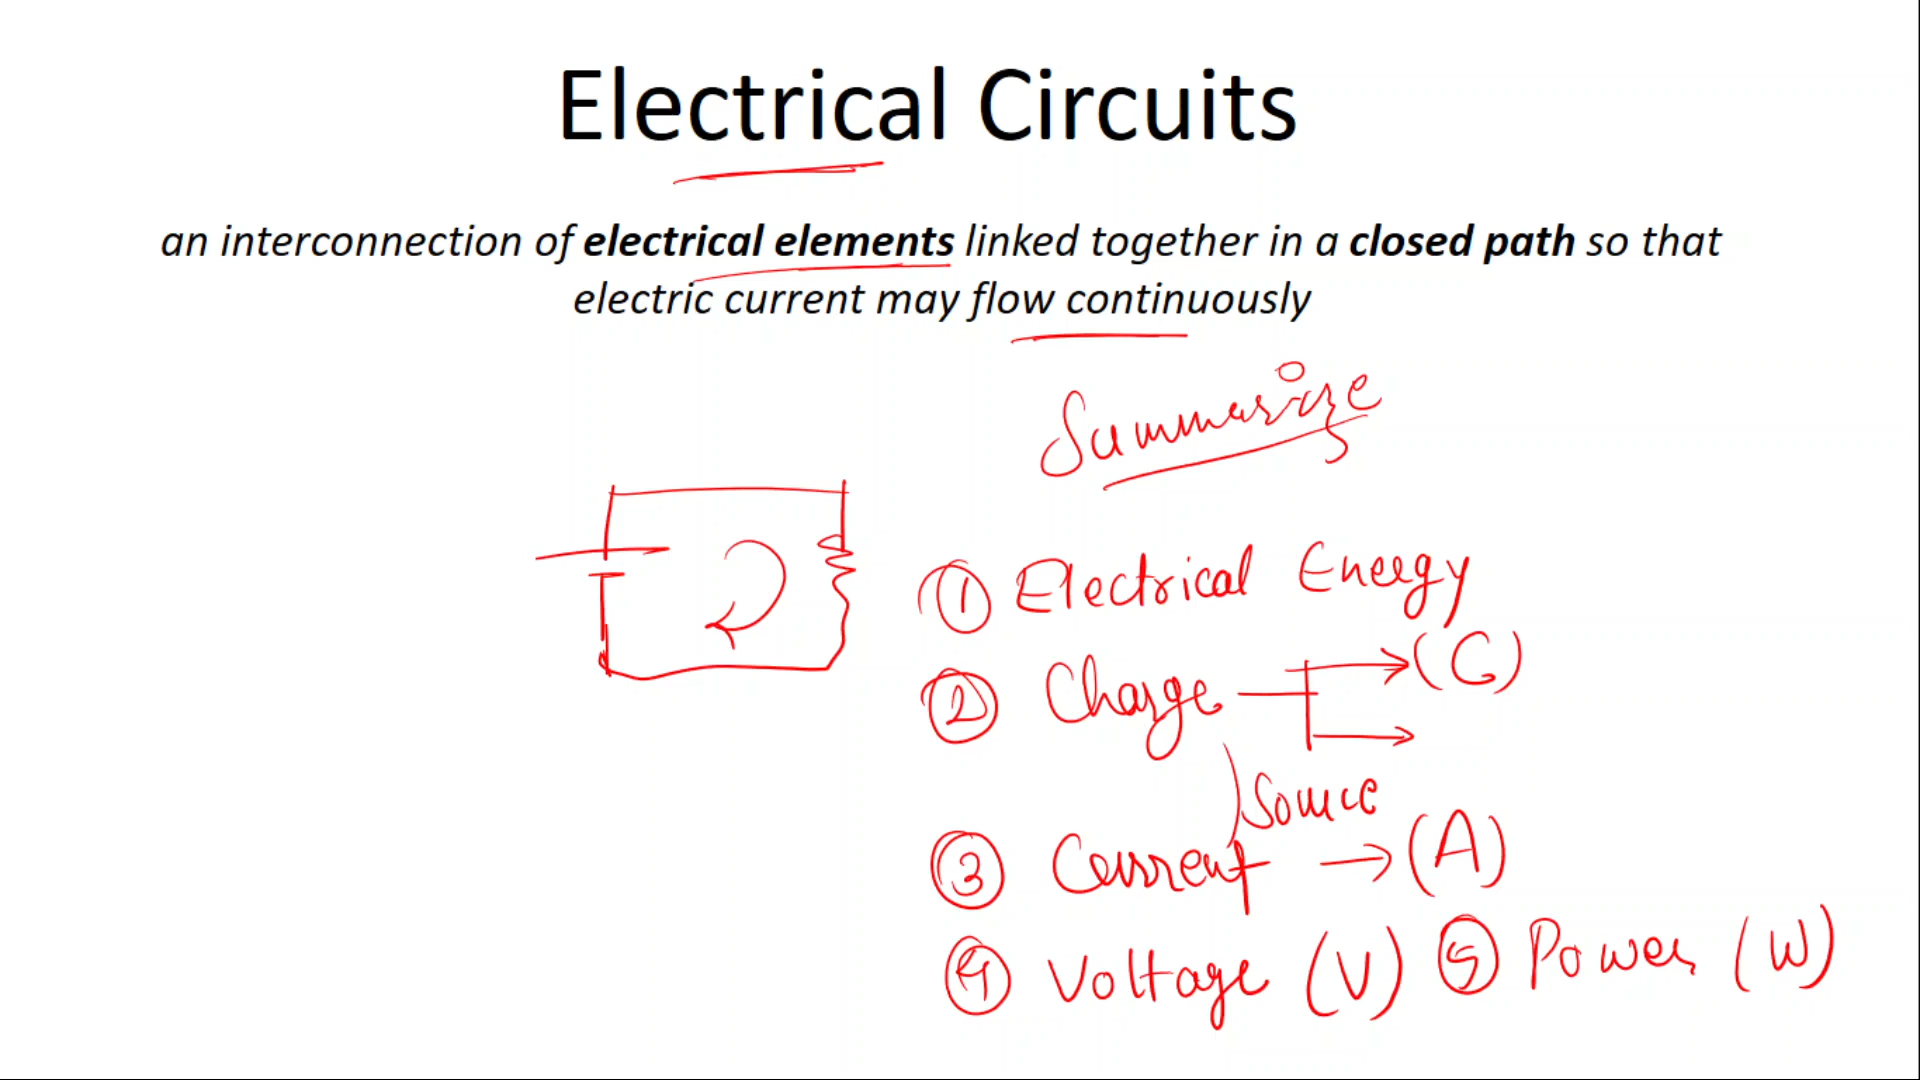 Electrical Circuits
an interconnection of electrical elements linked together in a closed path so that
electric current may flow continuously
Summarize
① Electrical Energy
② Charge → (C)
Source
③ Current → (A)
④ Voltage (V) ⑤ Power (W)